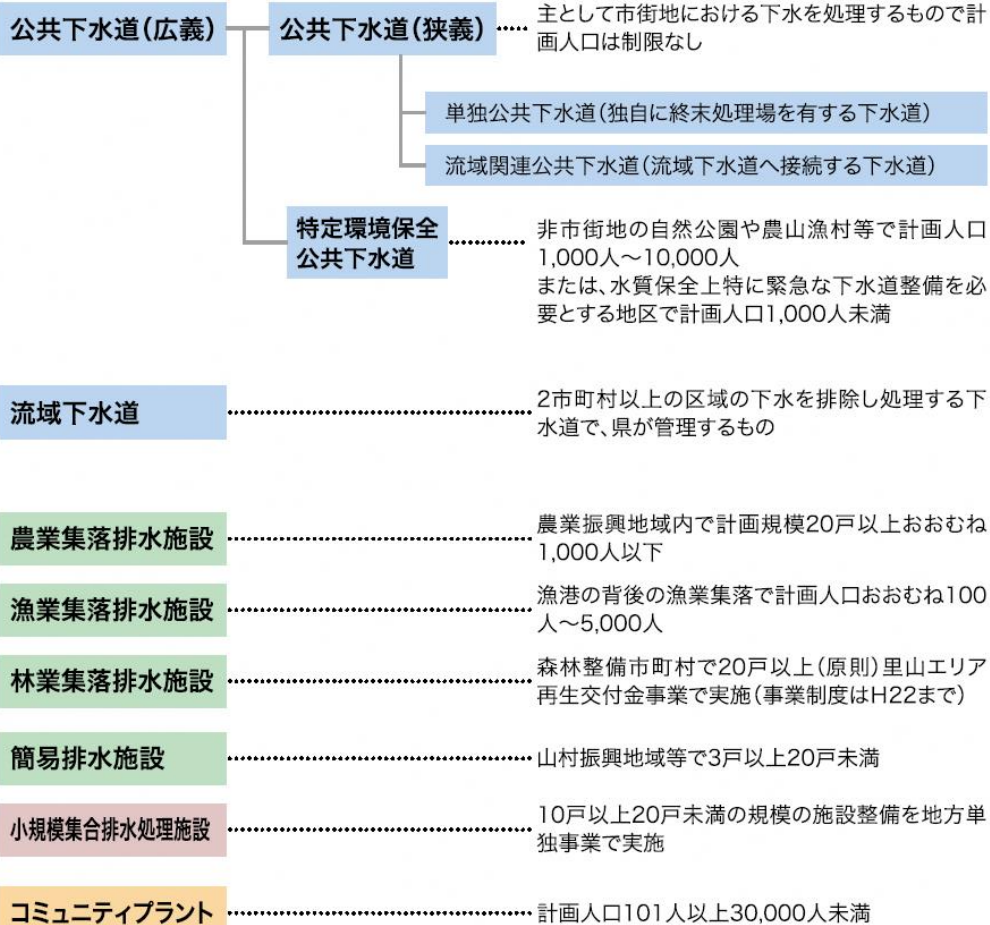 公共下水道(広義)
公共下水道(狭義)
主として市街地における下水を処理するもので計
画人口は制限なし
単独公共下水道(独自に終末処理場を有する下水道)
流域関連公共下水道(流域下水道へ接続する下水道)
特定環境保全
公共下水道
非市街地の自然公園や農山漁村等で計画人口
1,000人～10,000人
または、水質保全上特に緊急な下水道整備を必
要とする地区で計画人口1,000人未満
流域下水道
2市町村以上の区域の下水を排除し処理する下
水道で、県が管理するもの
農業集落排水施設
農業振興地域内で計画規模20戸以上おおむね
1,000人以下
漁業集落排水施設
漁港の背後の漁業集落で計画人口おおむね100
人～5,000人
林業集落排水施設
森林整備市町村で20戸以上(原則)里山エリア
再生交付金事業で実施(事業制度はH22まで)
簡易排水施設
山村振興地域等で3戸以上20戸未満
小規模集合排水処理施設
10戸以上20戸未満の規模の施設整備を地方単
独事業で実施
コミュニティプラント
計画人口101人以上30,000人未満